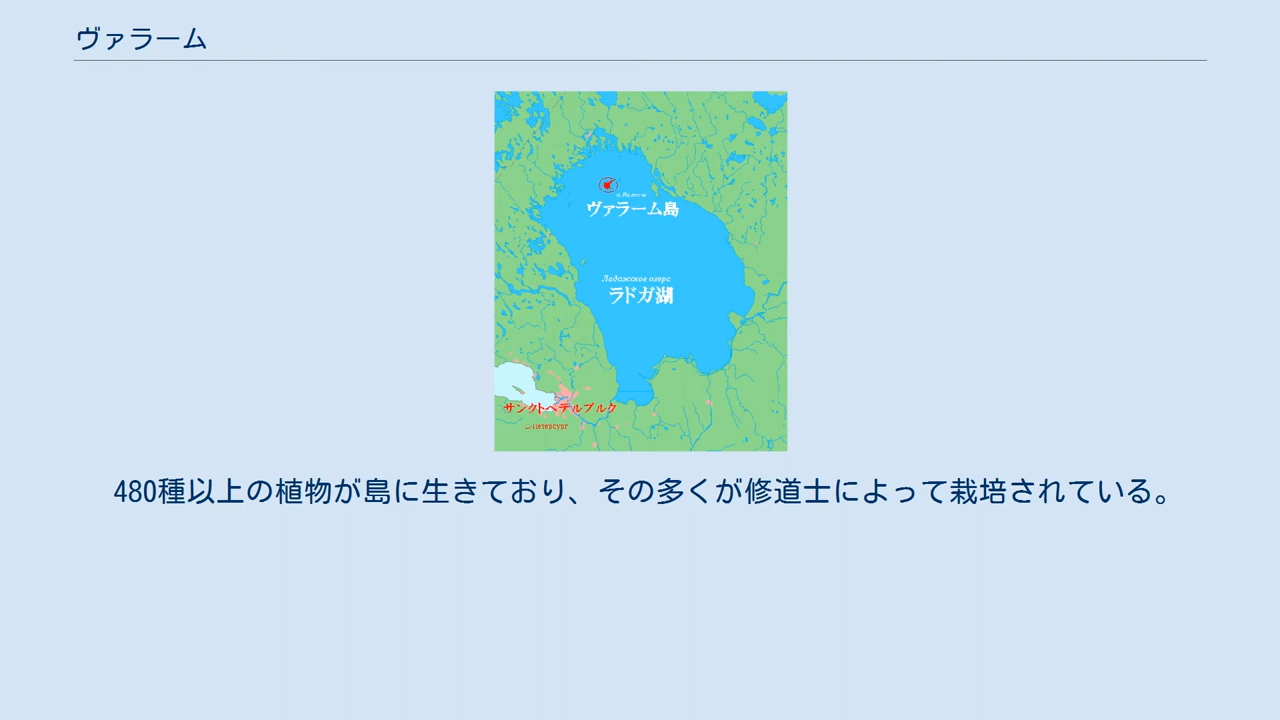 ヴァラーム
ヴァラーム島
Ладожское озеро
ラドガ湖
サンクトペテルブルク
480種以上の植物が島に生きており、その多くが修道士によって栽培されている。